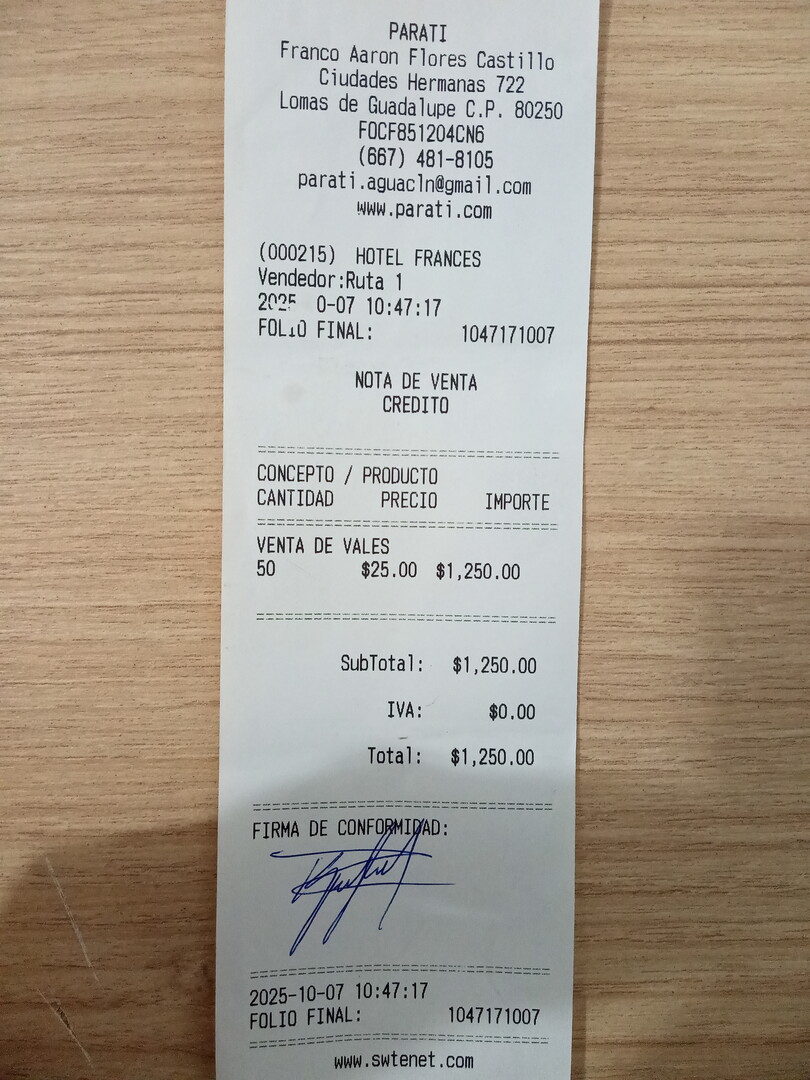 PARATI
Franco Aaron Flores Castillo
Ciudades Hermanas 722
Lomas de Guadalupe C.P. 80250
FOCF851204CN6
(667) 481-8105
parati.aguacln@gmail.com
www.parati.com
(000215) HOTEL FRANCES
Vendedor:Ruta 1
2025 0-07 10:47:17
FOLIO FINAL: 1047171007
NOTA DE VENTA
CREDITO
CONCEPTO / PRODUCTO
CANTIDAD PRECIO IMPORTE
VENTA DE VALES
50 $25.00 $1,250.00
SubTotal: $1,250.00
IVA: $0.00
Total: $1,250.00
FIRMA DE CONFORMIDAD:
2025-10-07 10:47:17
FOLIO FINAL: 1047171007
www.swtenet.com